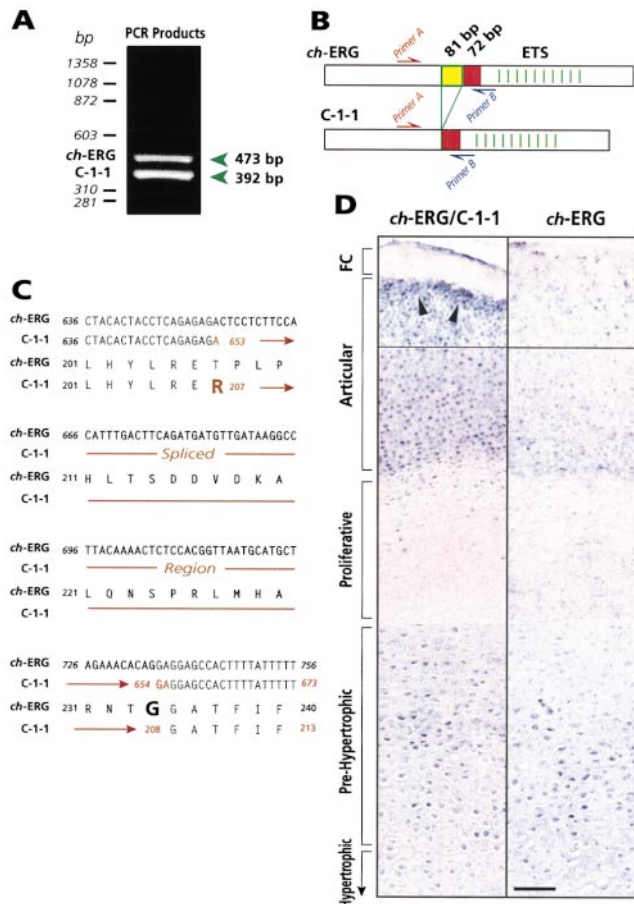 A
PCR Products
bp
1358
1078
872
603
ch-ERG
C-1-1
310
281
473 bp
392 bp
B
ch-ERG
Primer A
81 bp
72 bp
ETS
Primer B
C-1-1
Primer A
Primer B
C
ch-ERG 636 CTACACTACCTCAGAGAGACTCCTCTTCCA
C-1-1 636 CTACACTACCTCAGAGAGA 653
ch-ERG 201 L H Y L R E T P L P
C-1-1 201 L H Y L R E R 207
ch-ERG 666 CATTTGACTTCAGATGATGTTGATAAGGCC
C-1-1 Spliced
ch-ERG 211 H L T S D D V D K A
C-1-1
ch-ERG 696 TTACAAAACTCTCCACGGTTAATGCATGCT
C-1-1 Region
ch-ERG 221 L Q N S P R L M H A
C-1-1
ch-ERG 726 AGAAACACAGGAGGAGCCACTTTTATTTTT 756
C-1-1 654 GAGGAGCCACTTTTATTTTT 673
ch-ERG 231 R N T G G A T F I F 240
C-1-1 208 G A T F I F 213
D
ch-ERG/C-1-1
ch-ERG
FC
Articular
Proliferative
Pre-Hypertrophic
Hypertrophic